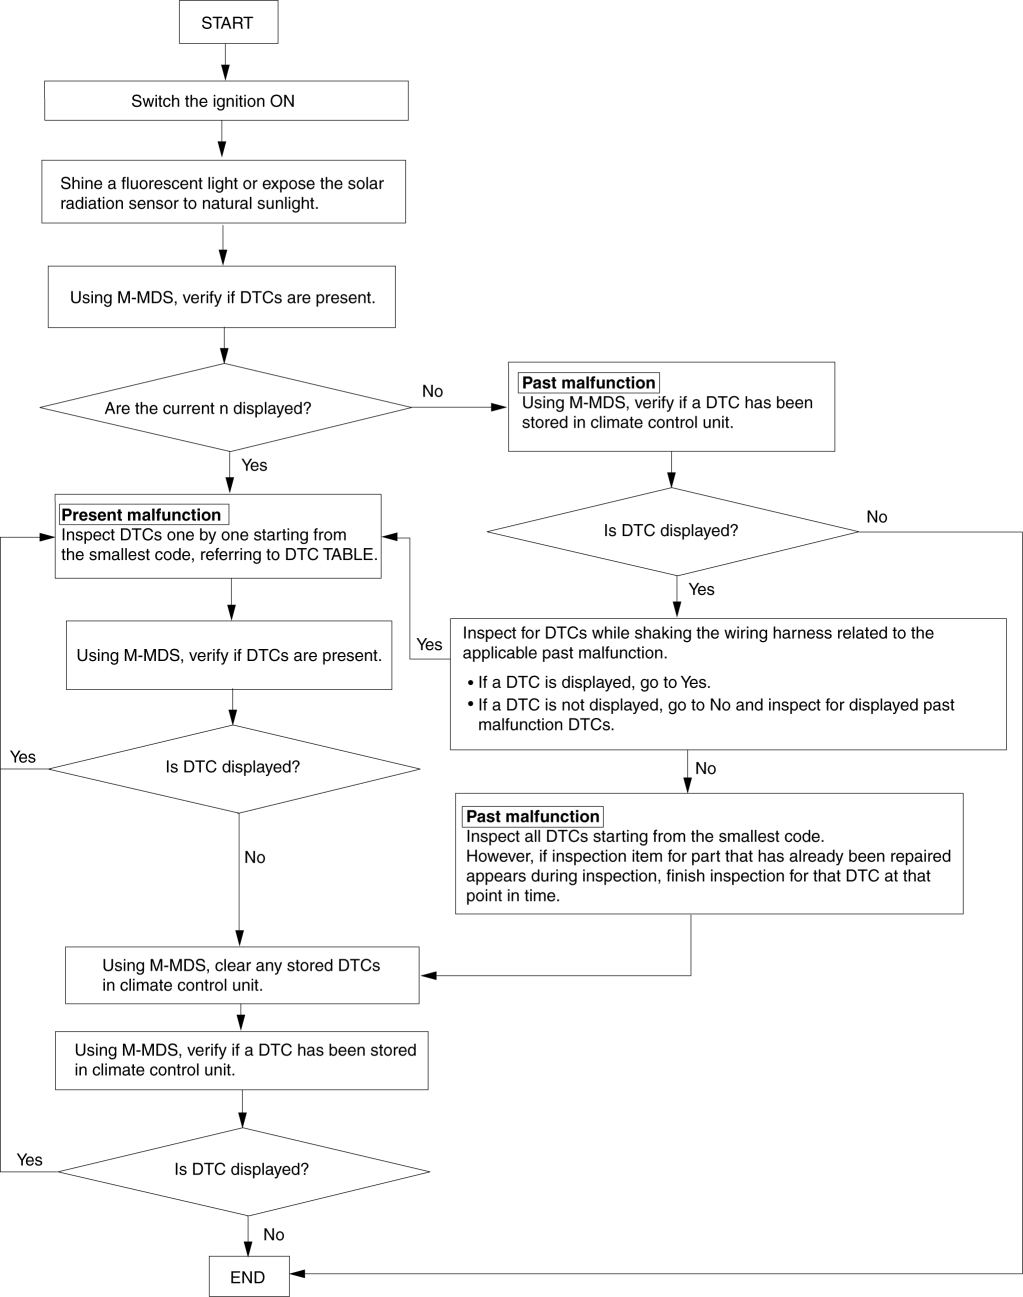 START
Switch the ignition ON
Shine a fluorescent light or expose the solar
radiation sensor to natural sunlight.
Using M-MDS, verify if DTCs are present.
Are the current n displayed?
No
Past malfunction
Using M-MDS, verify if a DTC has been
stored in climate control unit.
Yes
Is DTC displayed?
No
Present malfunction
Inspect DTCs one by one starting from
the smallest code, referring to DTC TABLE.
Yes
Inspect for DTCs while shaking the wiring harness related to the
applicable past malfunction.
• If a DTC is displayed, go to Yes.
• If a DTC is not displayed, go to No and inspect for displayed past
malfunction DTCs.
Yes
Using M-MDS, verify if DTCs are present.
Is DTC displayed?
Yes
No
No
Past malfunction
Inspect all DTCs starting from the smallest code.
However, if inspection item for part that has already been repaired
appears during inspection, finish inspection for that DTC at that
point in time.
Using M-MDS, clear any stored DTCs
in climate control unit.
Using M-MDS, verify if a DTC has been stored
in climate control unit.
Is DTC displayed?
Yes
No
END